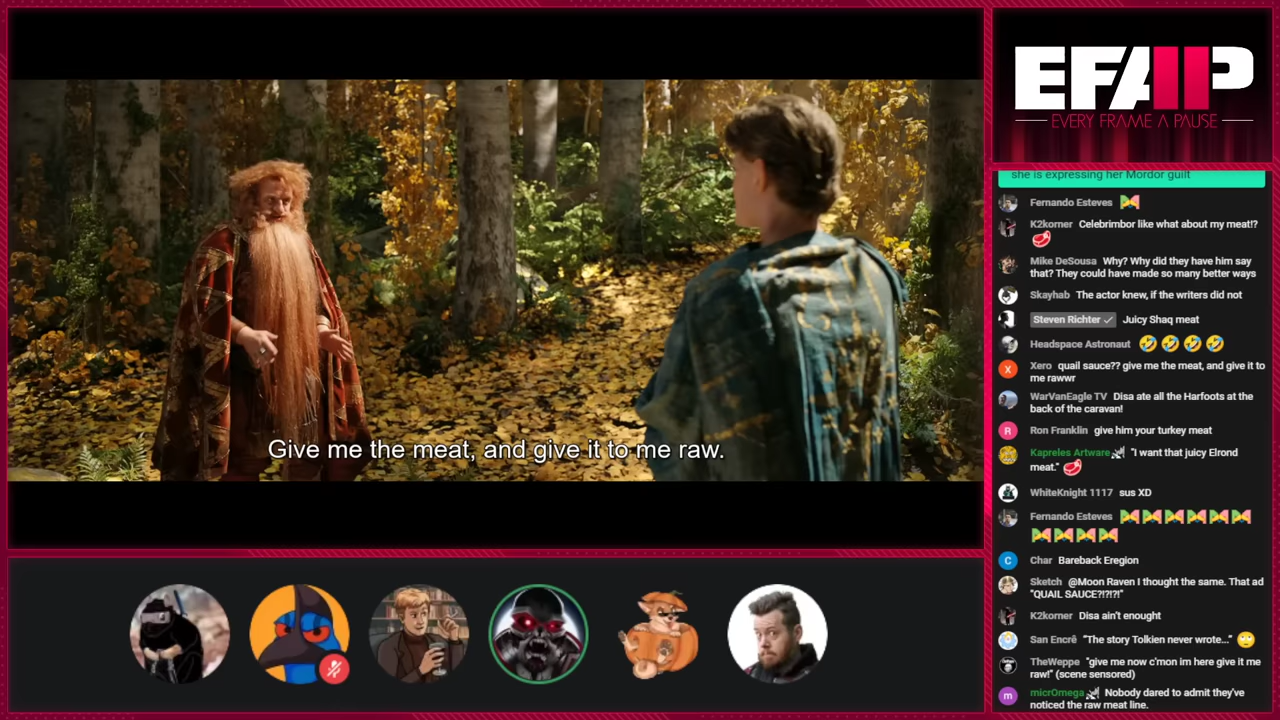 EFAP
EVERY FRAME A PAUSE
she is expressing her Mordor guilt
Fernando Esteves
K2korner Celebrimbor like what about my meat!?
Mike DeSousa Why? Why did they have him say
that? They could have made so many better ways
Skayhab The actor knew, if the writers did not
Steven Richter Juicy Shaq meat
Headspace Astronaut
Xero quail sauce?? give me the meat, and give it to
me rawwr
WarVanEagle TV Disa ate all the Harfoots at the
back of the caravan!
Ron Franklin give him your turkey meat
Kapreles Artware "I want that juicy Elrond
meat."
WhiteKnight 1117 sus XD
Fernando Esteves
Char Bareback Eregion
Sketch @Moon Raven I thought the same. That ad
"QUAIL SAUCE?!?!?!"
K2korner Disa ain't enought
San Encrē “The story Tolkien never wrote...”
TheWeppe "give me now c'mon im here give it me
raw!" (scene sensored)
micrOmega Nobody dared to admit they've
noticed the raw meat line.
Give me the meat, and give it to me raw.
X
R
C
m